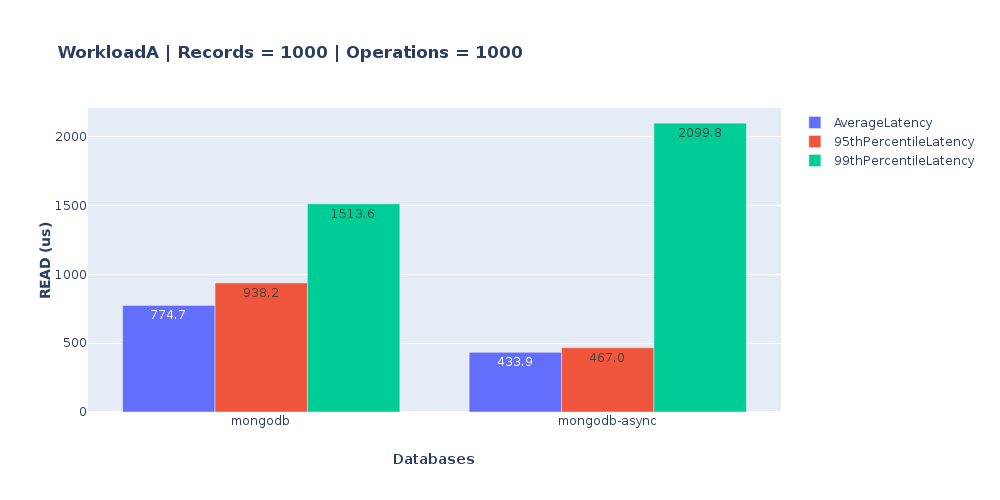 WorkloadA | Records = 1000 | Operations = 1000
READ (us)
2000
1500
1000
500
0
774.7
938.2
1513.6
433.9
467.0
2099.8
mongodb
mongodb-async
Databases
AverageLatency
95thPercentileLatency
99thPercentileLatency